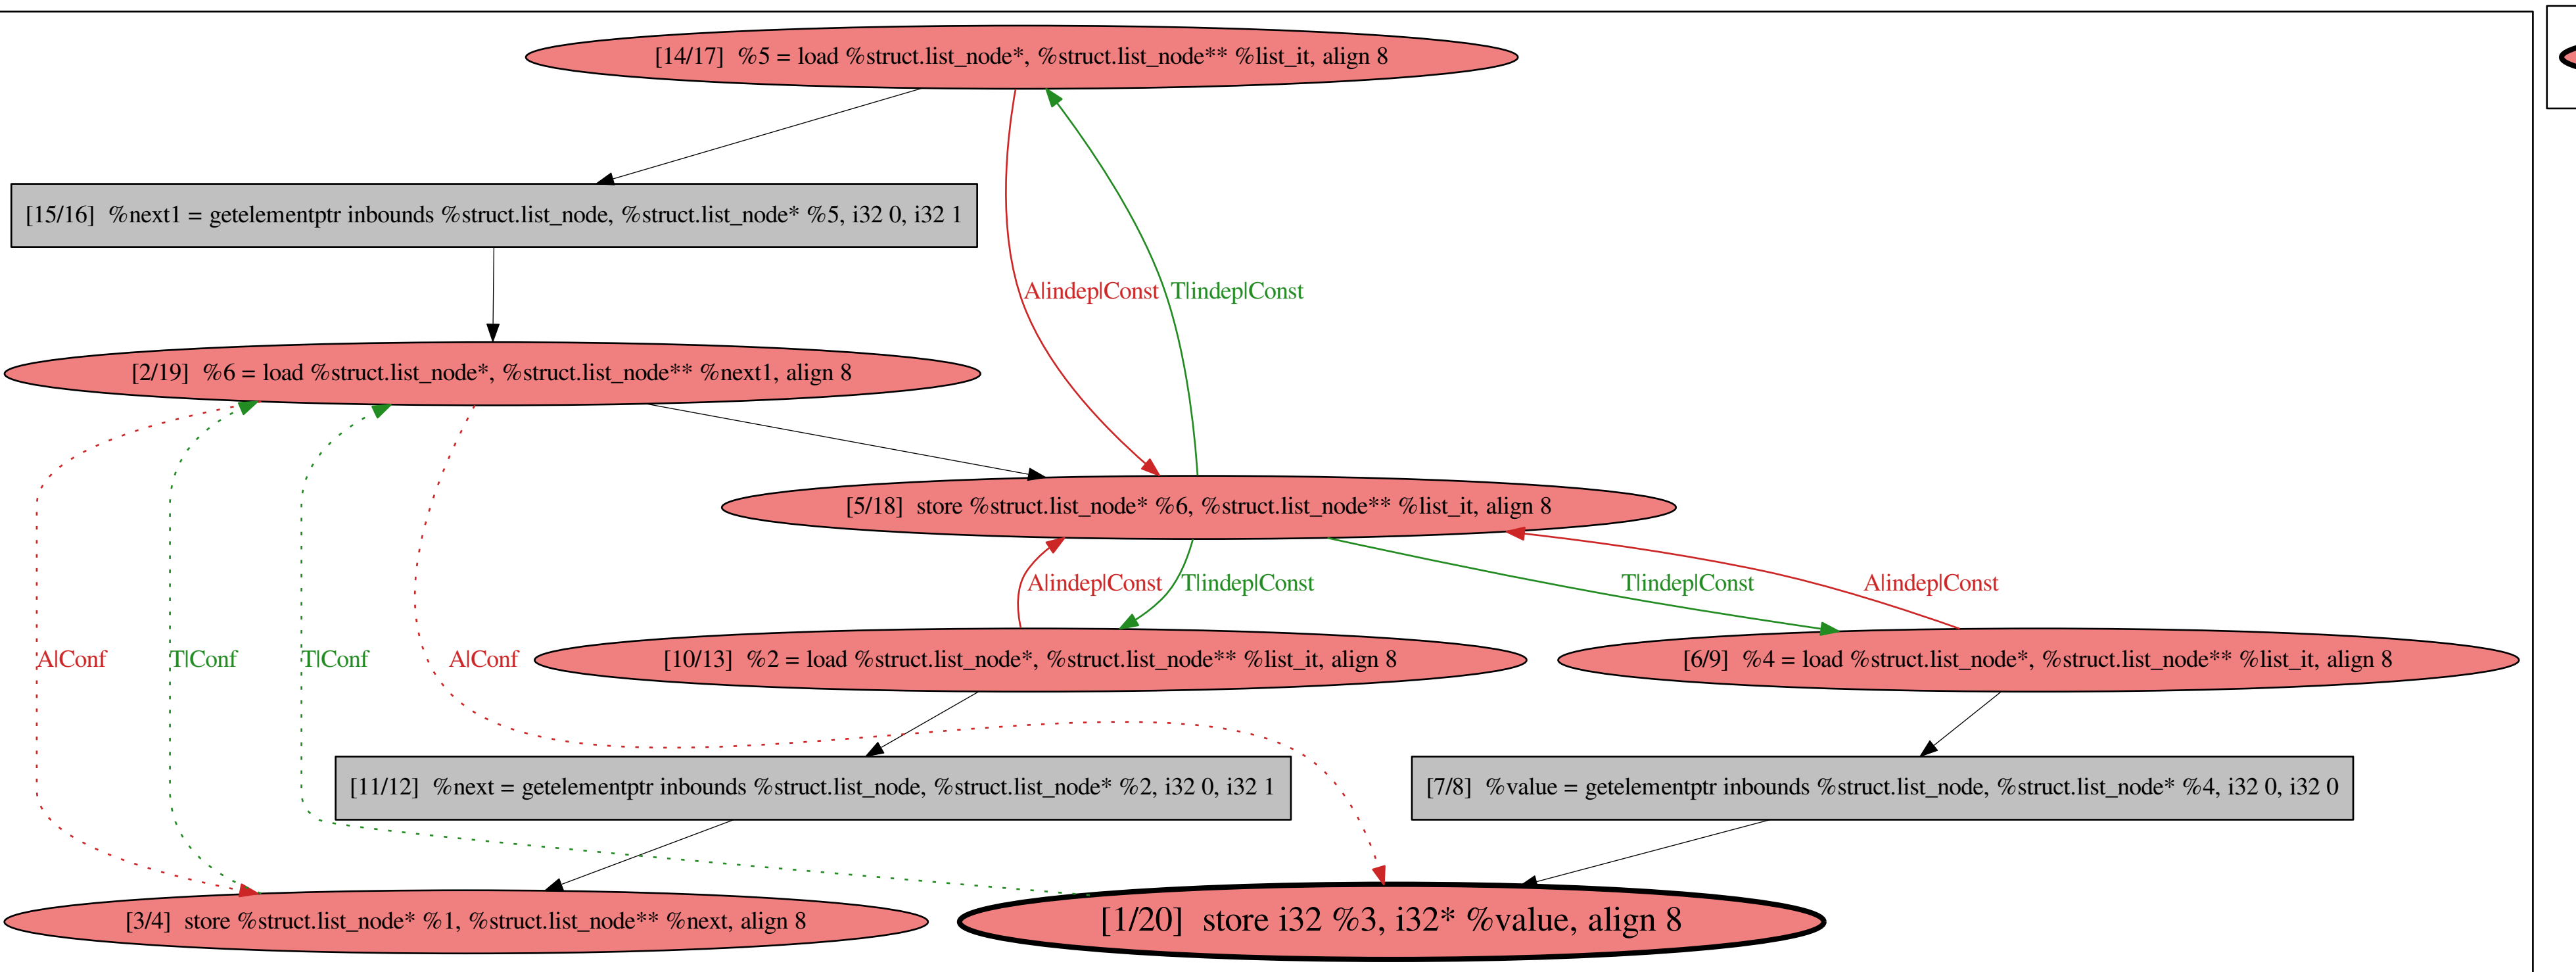 [14/17] %5 = load %struct.list_node*, %struct.list_node** %list_it, align 8
[15/16] %next1 = getelementptr inbounds %struct.list_node, %struct.list_node* %5, i32 0, i32 1
A|indep|Const
T|indep|Const
[2/19] %6 = load %struct.list_node*, %struct.list_node** %next1, align 8
[5/18] store %struct.list_node* %6, %struct.list_node** %list_it, align 8
A|indep|Const
T|indep|Const
T|indep|Const
A|indep|Const
A|Conf
T|Conf
T|Conf
A|Conf
[10/13] %2 = load %struct.list_node*, %struct.list_node** %list_it, align 8
[6/9] %4 = load %struct.list_node*, %struct.list_node** %list_it, align 8
[11/12] %next = getelementptr inbounds %struct.list_node, %struct.list_node* %2, i32 0, i32 1
[7/8] %value = getelementptr inbounds %struct.list_node, %struct.list_node* %4, i32 0, i32 0
[3/4] store %struct.list_node* %1, %struct.list_node** %next, align 8
[1/20] store i32 %3, i32* %value, align 8